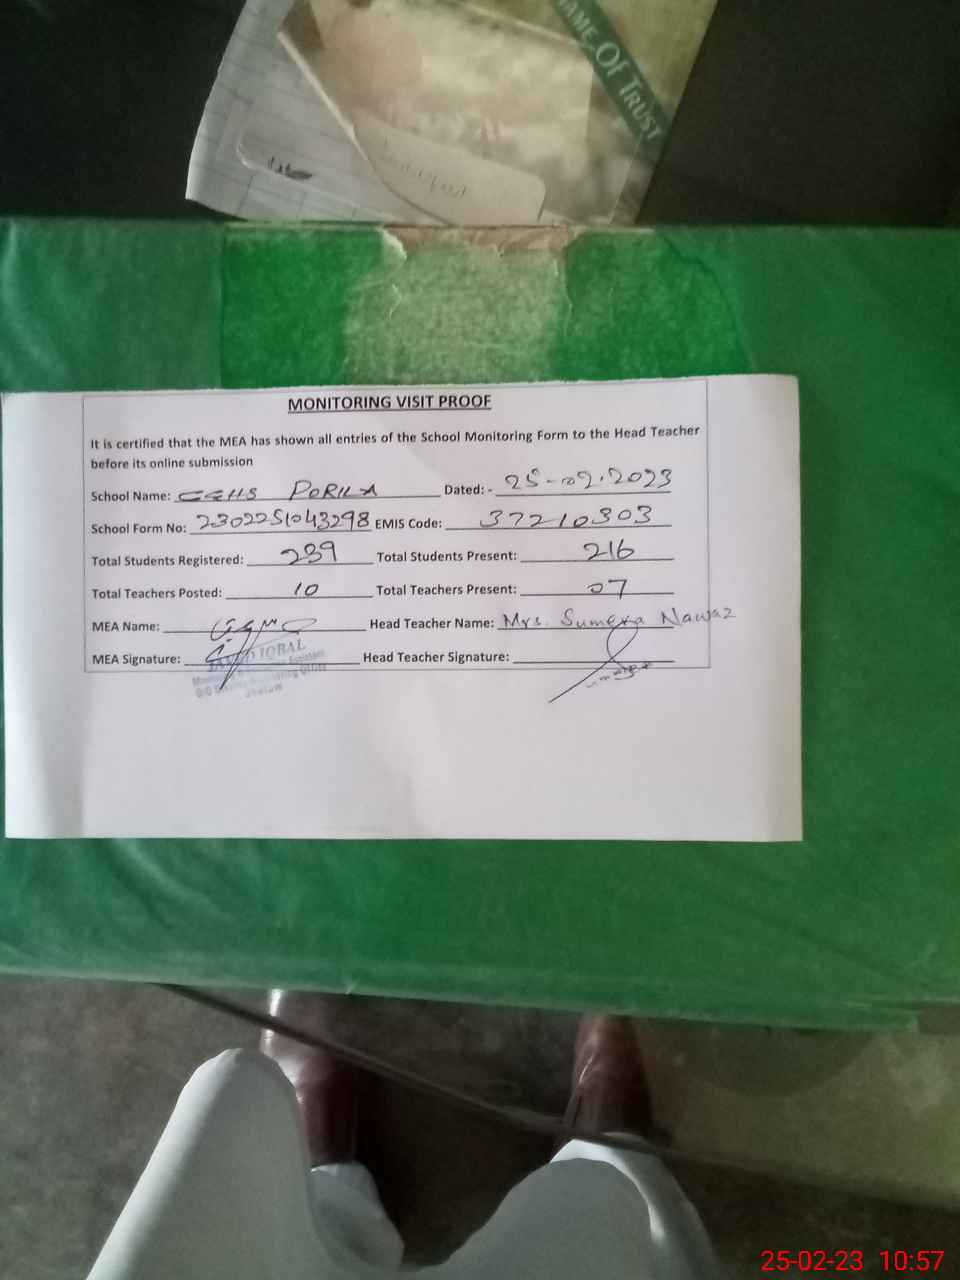 NAME OF TRUST
MONITORING VISIT PROOF
It is certified that the MEA has shown all entries of the School Monitoring Form to the Head Teacher
before its online submission
School Name: GGHS PORILA Dated: - 25-02-2023
School Form No: 2302251043298 EMIS Code: 37210303
Total Students Registered: 239 Total Students Present: 216
Total Teachers Posted: 10 Total Teachers Present: 07
MEA Name: Head Teacher Name: Mrs. Sumera Nawaz
MEA Signature: Head Teacher Signature:
IQBAL
Jhelum
25-02-23 10:57